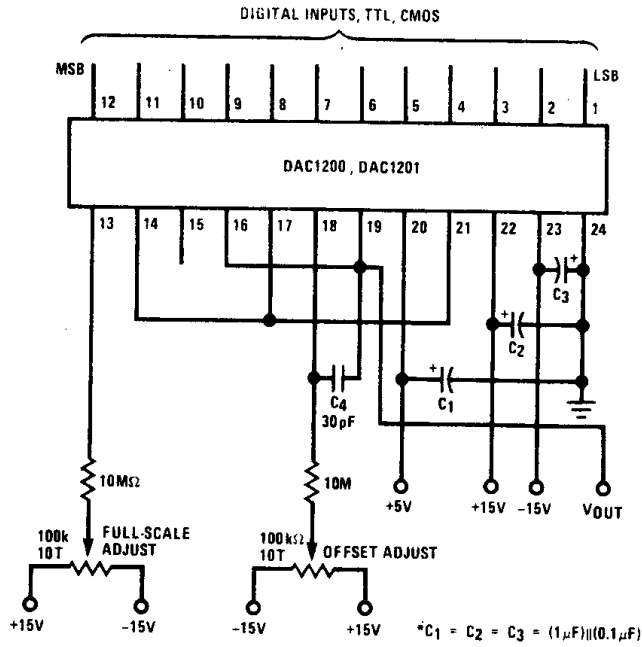 DIGITAL INPUTS, TTL, CMOS
MSB
LSB
12 11 10 9 8 7 6 5 4 3 2 1
DAC1200, DAC1201
13 14 15 16 17 18 19 20 21 22 23 24
C3
+
+
C2
+
C1
C4
30pF
10MΩ
10M
+5V
+15V
-15V
VOUT
100k
10T
FULL-SCALE
ADJUST
100kΩ
10T
OFFSET ADJUST
+15V
-15V
-15V
+15V
*C1 = C2 = C3 = (1µF)||(0.1µF)